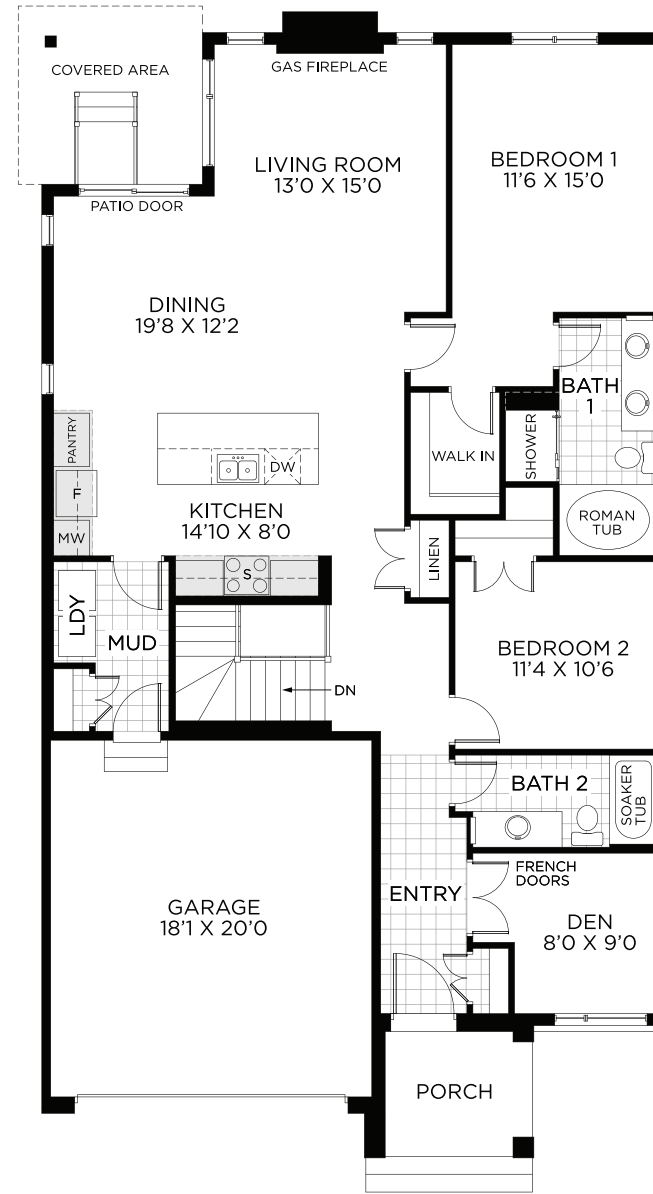 COVERED AREA
GAS FIREPLACE
LIVING ROOM
13'0 X 15'0
BEDROOM 1
11'6 X 15'0
PATIO DOOR
DINING
19'8 X 12'2
BATH
1
PANTRY
WALK IN
SHOWER
F
DW
MW
KITCHEN
14'10 X 8'0
ROMAN
TUB
S
LINEN
LDY
MUD
BEDROOM 2
11'4 X 10'6
DN
BATH 2
SOAKER
TUB
FRENCH
DOORS
ENTRY
GARAGE
18'1 X 20'0
DEN
8'0 X 9'0
PORCH